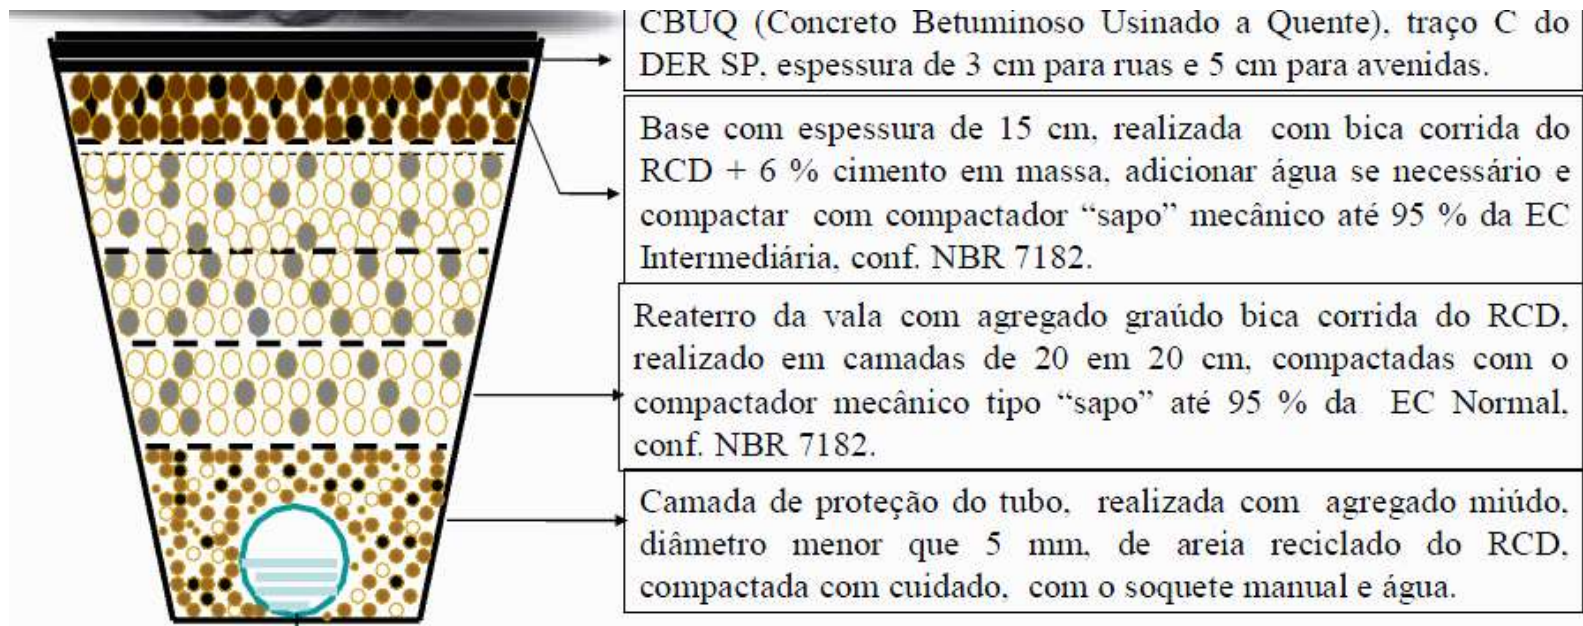 CBUQ (Concreto Betuminoso Usinado a Quente), traço C do
DER SP, espessura de 3 cm para ruas e 5 cm para avenidas.
Base com espessura de 15 cm, realizada com bica corrida do
RCD + 6 % cimento em massa, adicionar água se necessário e
compactar com compactador “sapo” mecânico até 95 % da EC
Intermediária, conf. NBR 7182.
Reaterro da vala com agregado graúdo bica corrida do RCD,
realizado em camadas de 20 em 20 cm, compactadas com o
compactador mecânico tipo “sapo” até 95 % da EC Normal,
conf. NBR 7182.
Camada de proteção do tubo, realizada com agregado miúdo,
diâmetro menor que 5 mm, de areia reciclado do RCD,
compactada com cuidado, com o soquete manual e água.